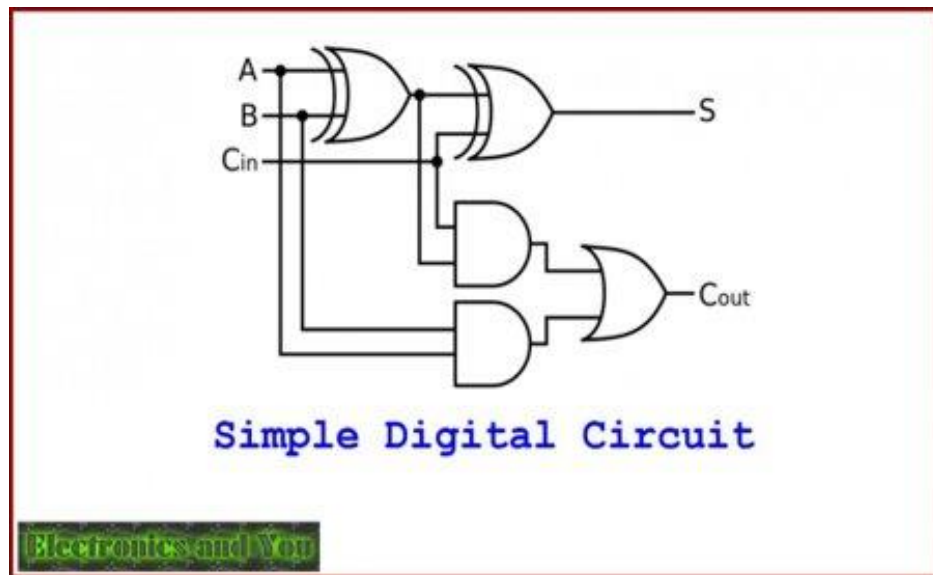 A
B
Cin
S
Cout
Simple Digital Circuit
Electronics and You